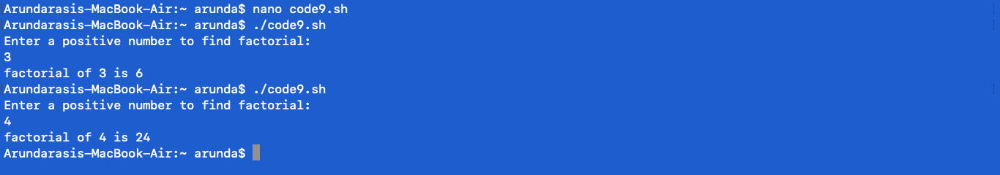 Arundarasis-MacBook-Air:~ arunda$ nano code9.sh
Arundarasis-MacBook-Air:~ arunda$ ./code9.sh
Enter a positive number to find factorial:
3
factorial of 3 is 6
Arundarasis-MacBook-Air:~ arunda$ ./code9.sh
Enter a positive number to find factorial:
4
factorial of 4 is 24
Arundarasis-MacBook-Air:~ arunda$